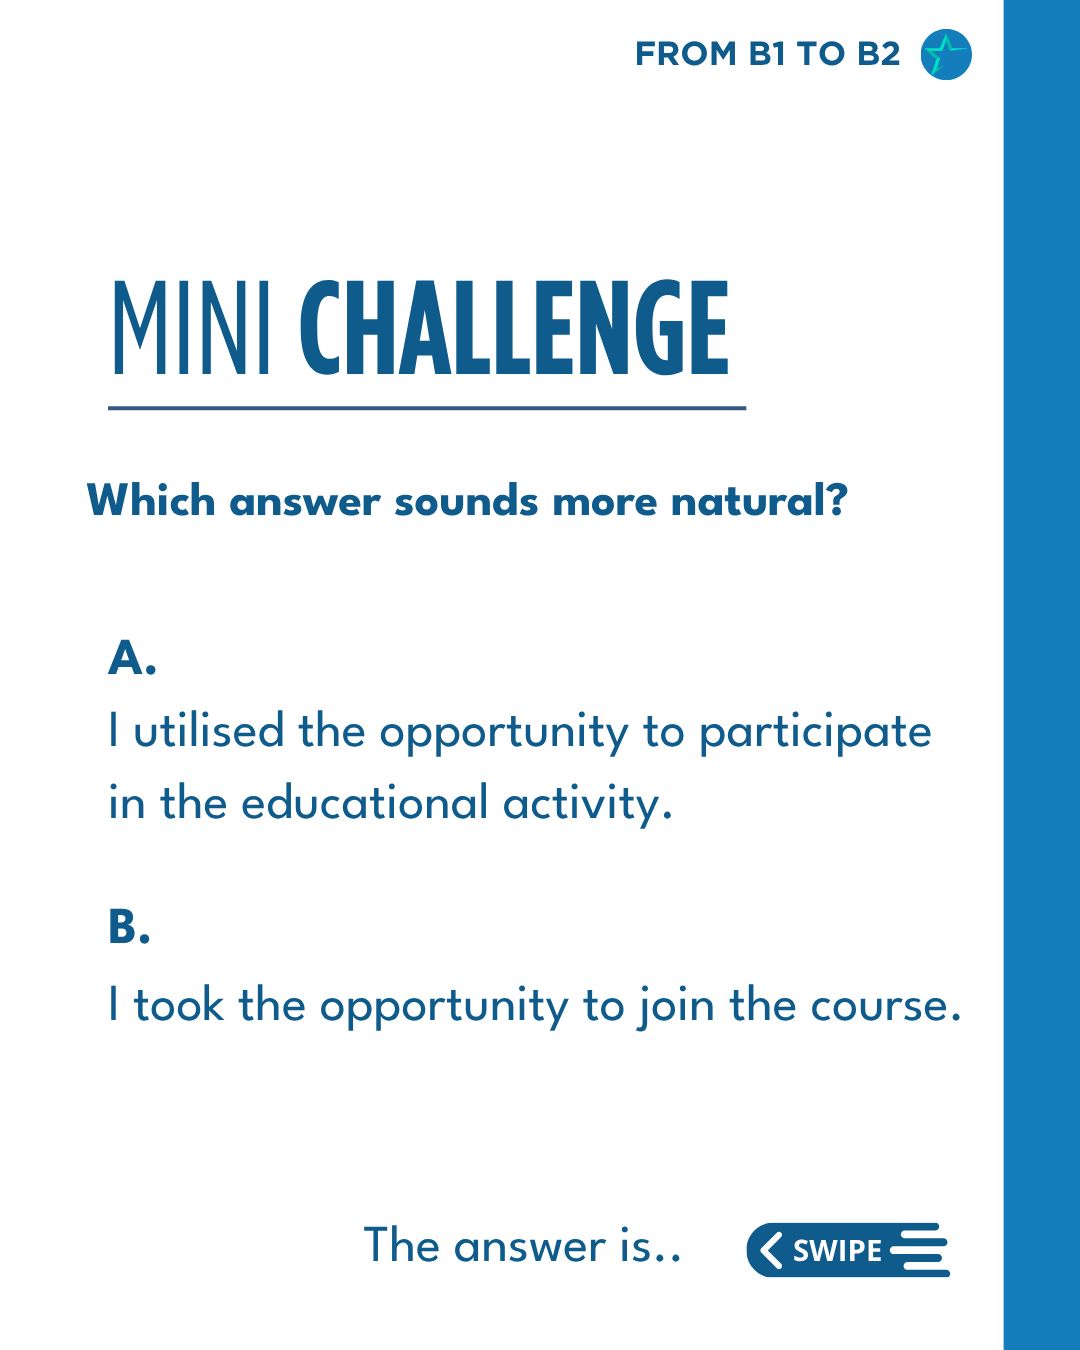 FROM B1 TO B2
MINI CHALLENGE
Which answer sounds more natural?
A.
I utilised the opportunity to participate
in the educational activity.
B.
I took the opportunity to join the course.
The answer is..
SWIPE